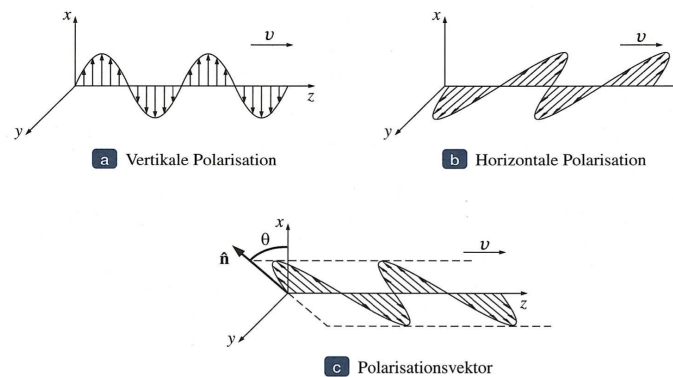 x
υ
z
y
a Vertikale Polarisation
x
υ
y
b Horizontale Polarisation
x
θ
n̂
υ
z
y
c Polarisationsvektor